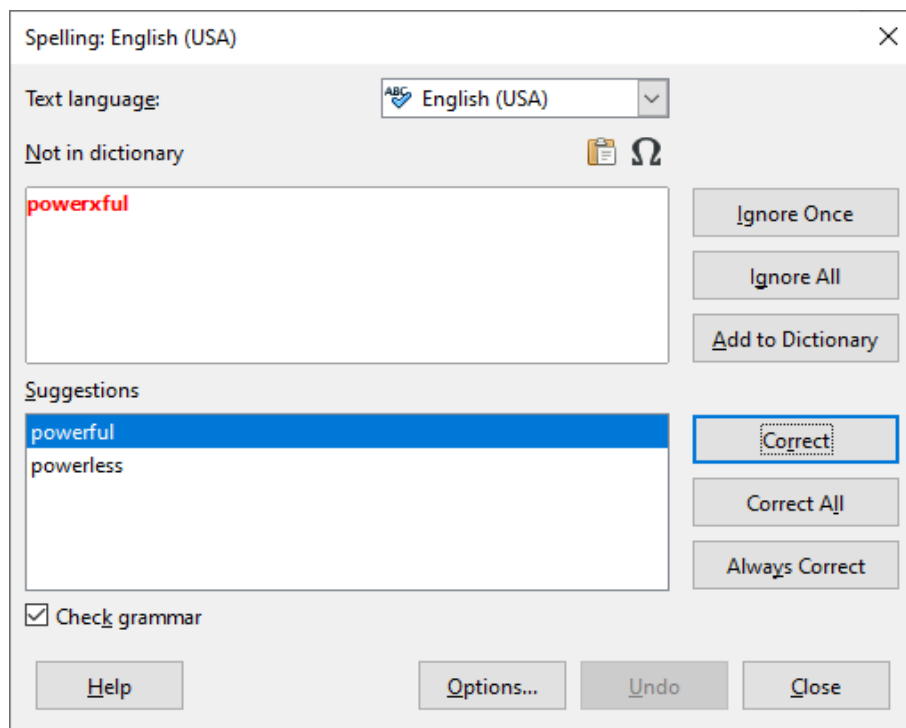 Spelling: English (USA)
Text language:
ABC English (USA)
Not in dictionary
Ω
powerxful
Ignore Once
Ignore All
Add to Dictionary
Suggestions
powerful
powerless
Correct
Correct All
Always Correct
Check grammar
Help
Options...
Undo
Close